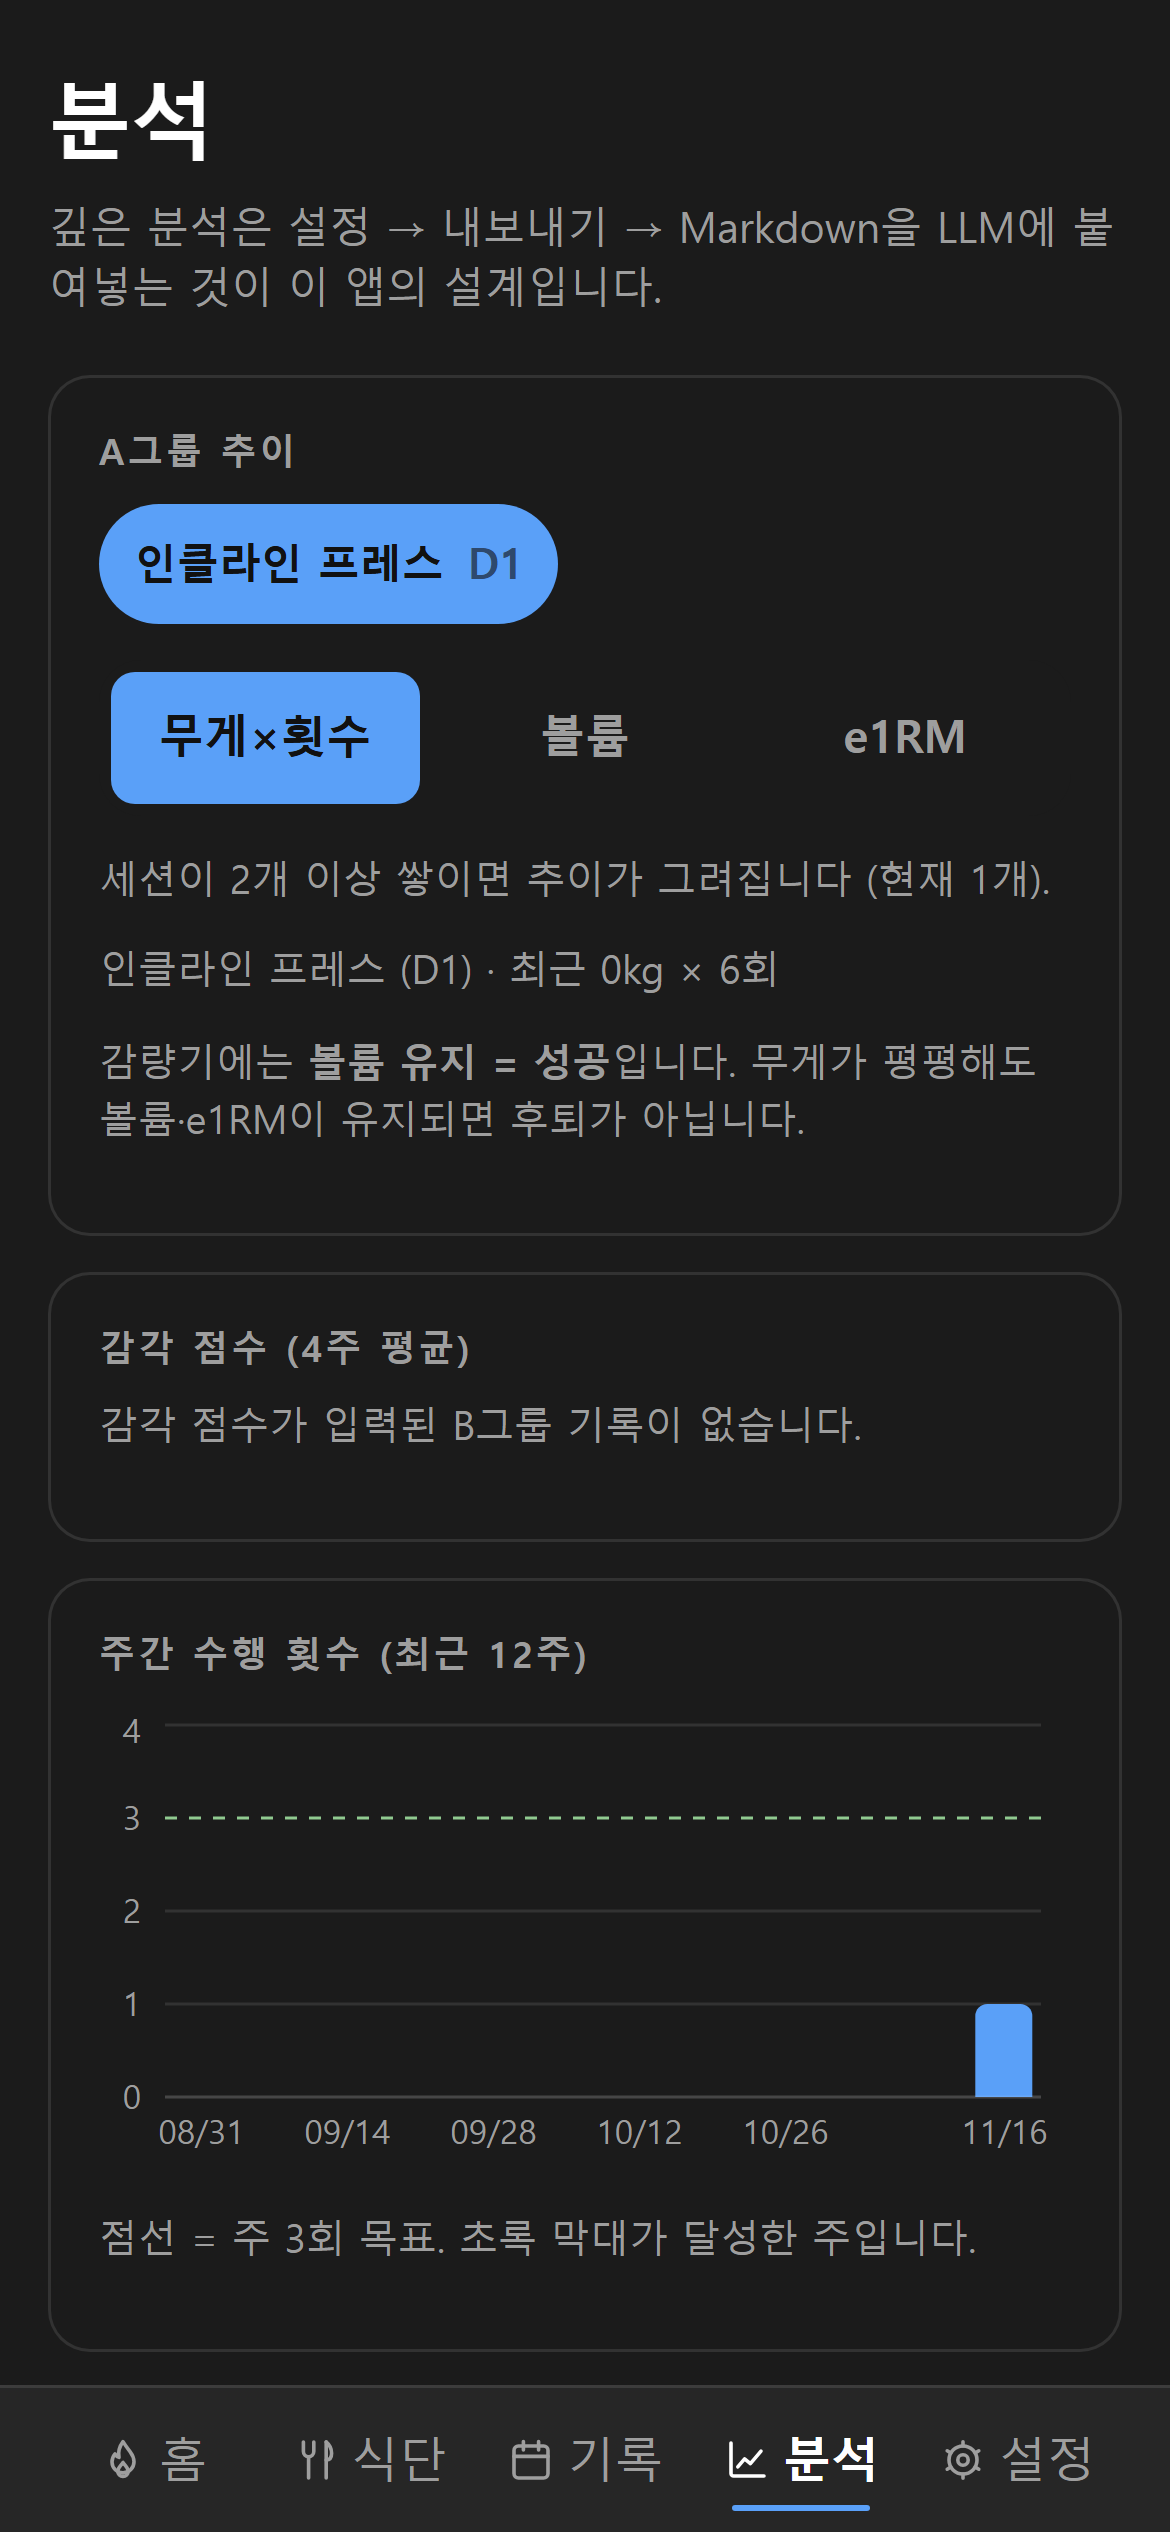 분석
깊은 분석은 설정 → 내보내기 → Markdown을 LLM에 붙
여넣는 것이 이 앱의 설계입니다.
A그룹 추이
인클라인 프레스 D1
무게×횟수 볼륨 e1RM
세션이 2개 이상 쌓이면 추이가 그려집니다 (현재 1개).
인클라인 프레스 (D1) · 최근 0kg × 6회
감량기에는 볼륨 유지 = 성공입니다. 무게가 평평해도
볼륨·e1RM이 유지되면 후퇴가 아닙니다.
감각 점수 (4주 평균)
감각 점수가 입력된 B그룹 기록이 없습니다.
주간 수행 횟수 (최근 12주)
4
3
2
1
0
08/31 09/14 09/28 10/12 10/26 11/16
점선 = 주 3회 목표. 초록 막대가 달성한 주입니다.
홈 식단 기록 분석 설정